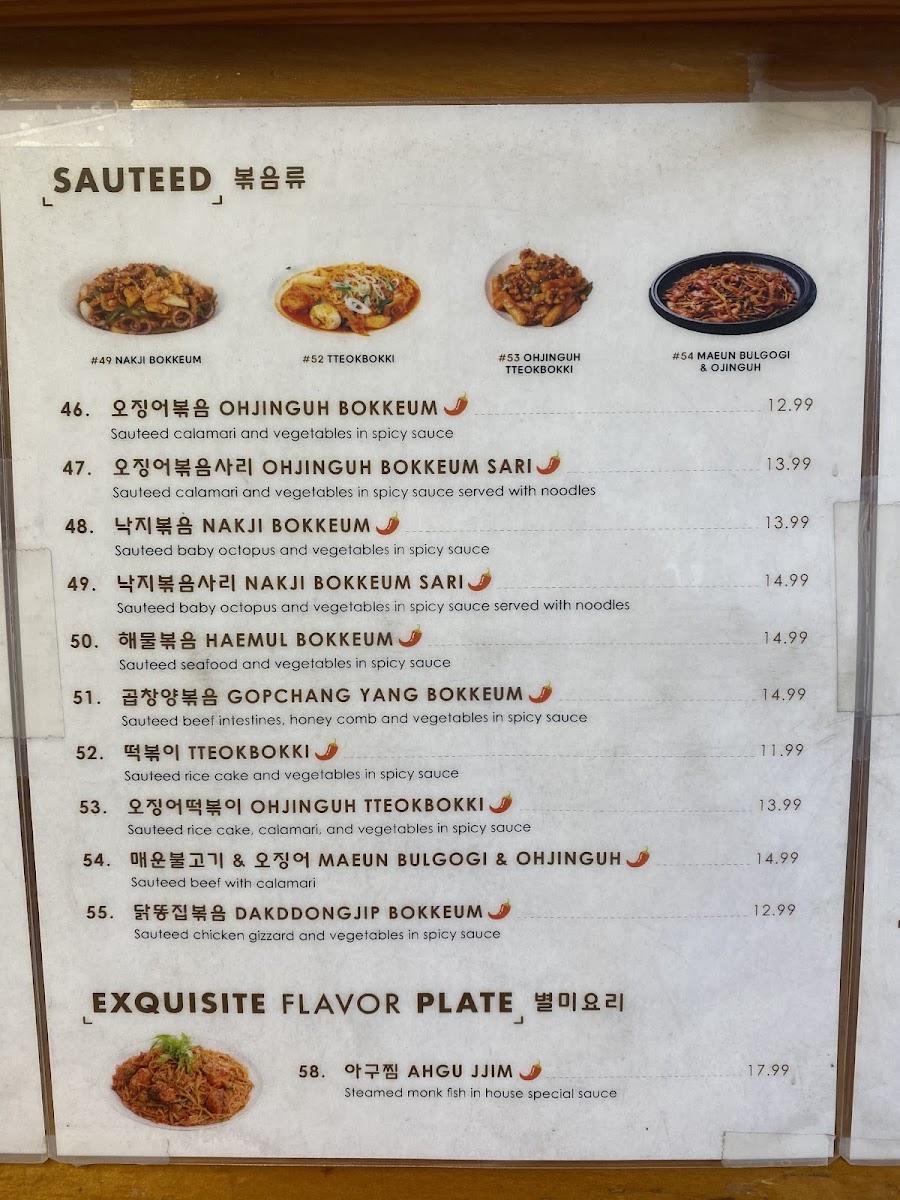 SAUTEED 볶음류
#49 NAKJI BOKKEUM
#52 TTEOKBOKKI
#53 OHJINGUH
TTEOKBOKKI
#54 MAEUN BULGOGI
& OJINGUH
46. 오징어볶음 OHJINGUH BOKKEUM 12.99
Sauteed calamari and vegetables in spicy sauce
47. 오징어볶음사리 OHJINGUH BOKKEUM SARI 13.99
Sauteed calamari and vegetables in spicy sauce served with noodles
48. 낙지볶음 NAKJI BOKKEUM 13.99
Sauteed baby octopus and vegetables in spicy sauce
49. 낙지볶음사리 NAKJI BOKKEUM SARI 14.99
Sauteed baby octopus and vegetables in spicy sauce served with noodles
50. 해물볶음 HAEMUL BOKKEUM 14.99
Sauteed seafood and vegetables in spicy sauce
51. 곱창양볶음 GOPCHANG YANG BOKKEUM 14.99
Sauteed beef intestines, honey comb and vegetables in spicy sauce
52. 떡볶이 TTEOKBOKKI 11.99
Sauteed rice cake and vegetables in spicy sauce
53. 오징어떡볶이 OHJINGUH TTEOKBOKKI 13.99
Sauteed rice cake, calamari, and vegetables in spicy sauce
54. 매운불고기 & 오징어 MAEUN BULGOGI & OHJINGUH 14.99
Sauteed beef with calamari
55. 닭똥집볶음 DAKDDONGJIP BOKKEUM 12.99
Sauteed chicken gizzard and vegetables in spicy sauce
EXQUISITE FLAVOR PLATE 별미요리
58. 아구찜 AHGU JJIM 17.99
Steamed monk fish in house special sauce